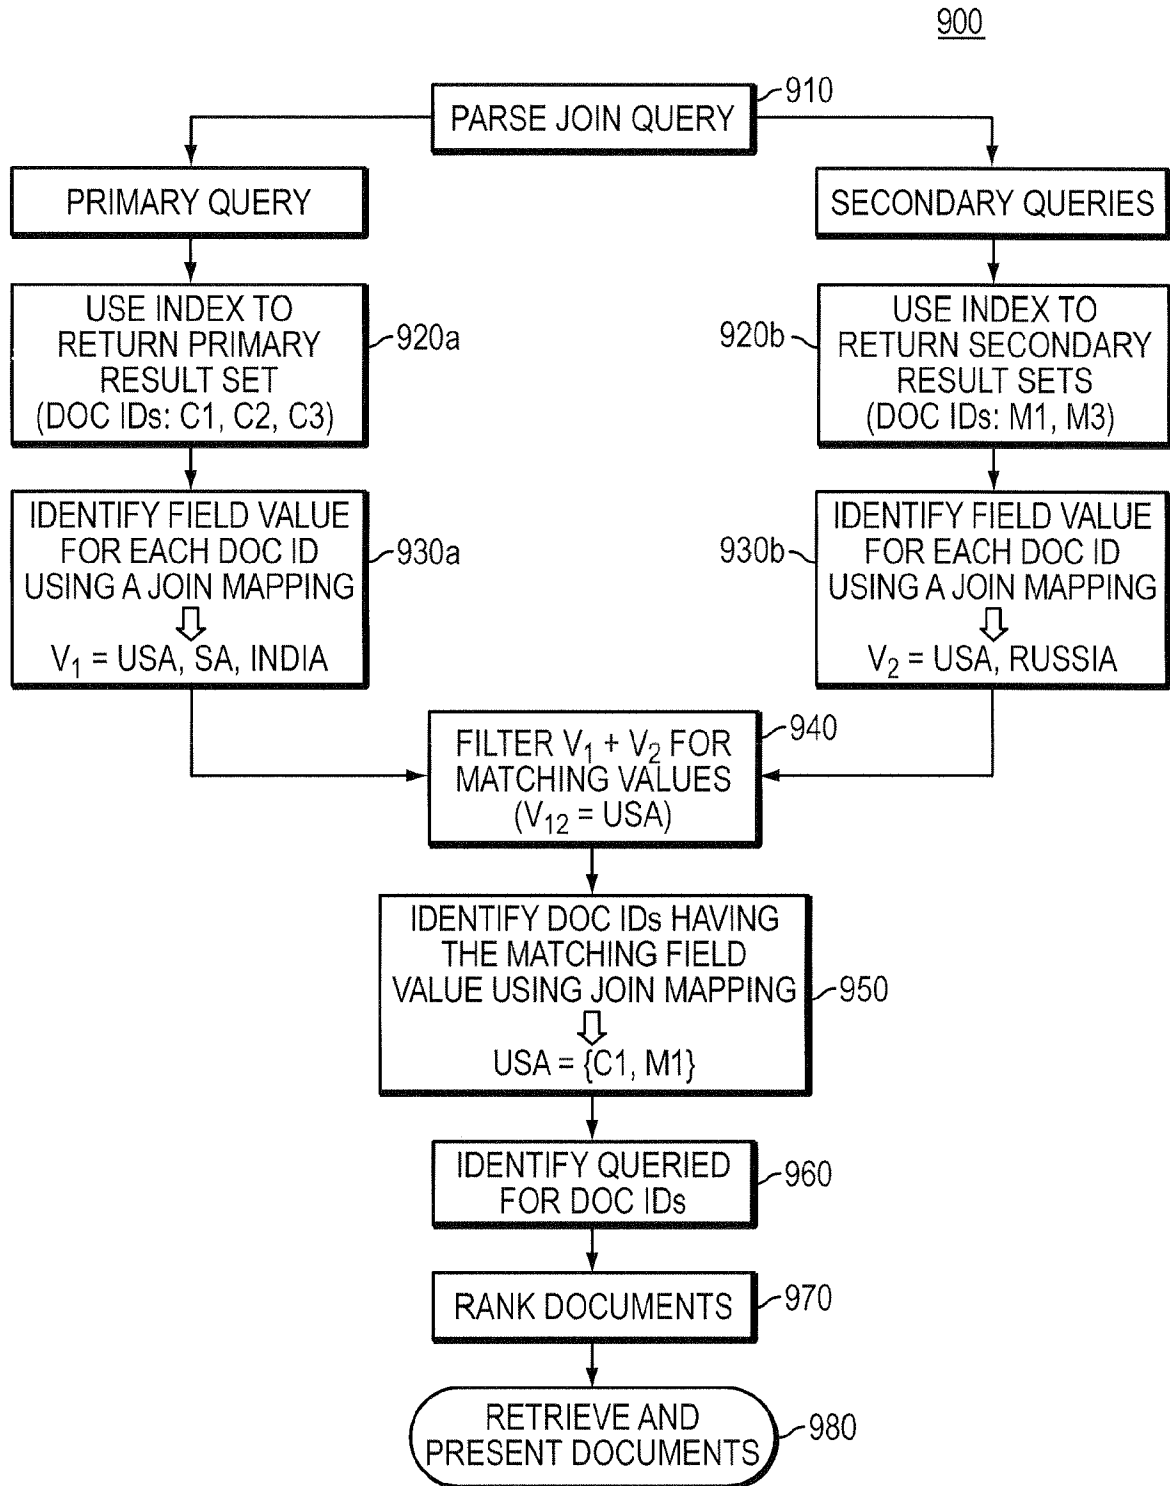 900
PARSE JOIN QUERY
910
PRIMARY QUERY
SECONDARY QUERIES
USE INDEX TO
RETURN PRIMARY
RESULT SET
(DOC IDs: C1, C2, C3)
920a
USE INDEX TO
RETURN SECONDARY
RESULT SETS
(DOC IDs: M1, M3)
920b
IDENTIFY FIELD VALUE
FOR EACH DOC ID
USING A JOIN MAPPING
V1 = USA, SA, INDIA
930a
IDENTIFY FIELD VALUE
FOR EACH DOC ID
USING A JOIN MAPPING
V2 = USA, RUSSIA
930b
FILTER V1 + V2 FOR
MATCHING VALUES
(V12 = USA)
940
IDENTIFY DOC IDs HAVING
THE MATCHING FIELD
VALUE USING JOIN MAPPING
USA = {C1, M1}
950
IDENTIFY QUERIED
FOR DOC IDs
960
RANK DOCUMENTS
970
RETRIEVE AND
PRESENT DOCUMENTS
980